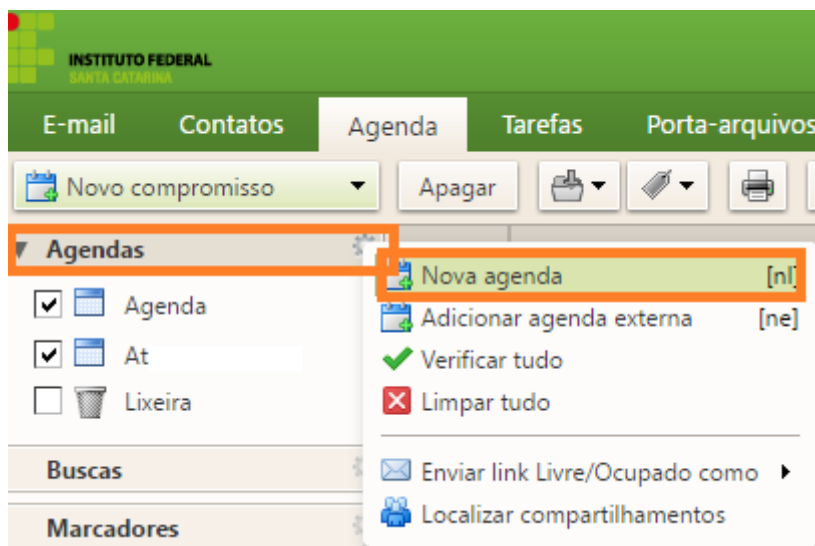 INSTITUTO FEDERAL
SANTA CATARINA
E-mail Contatos Agenda Tarefas Porta-arquivos
Novo compromisso Apagar
Agendas
Nova agenda [nl]
Agenda
Adicionar agenda externa [ne]
At
Verificar tudo
Lixeira
Limpar tudo
Buscas
Enviar link Livre/Ocupado como
Marcadores
Localizar compartilhamentos